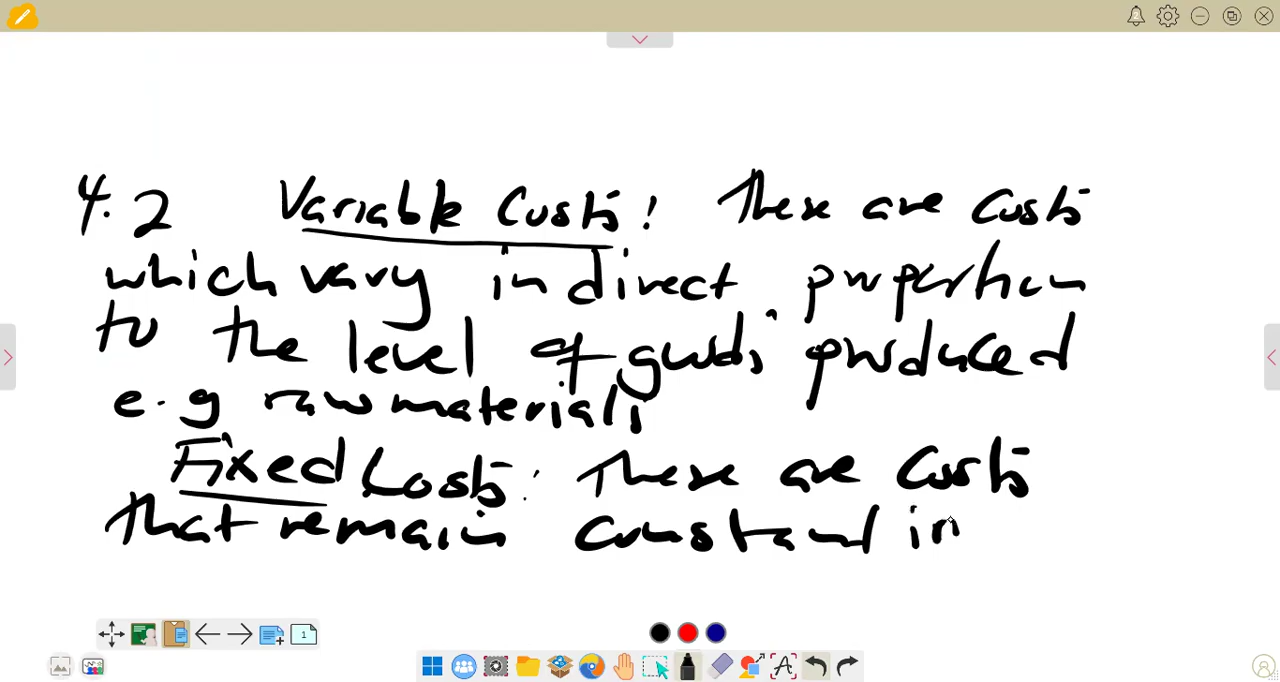 4.2 Variable Costs: These are costs
which vary in direct proportion
to the level of goods produced
e.g raw materials
Fixed Costs: These are costs
that remain constant in
1